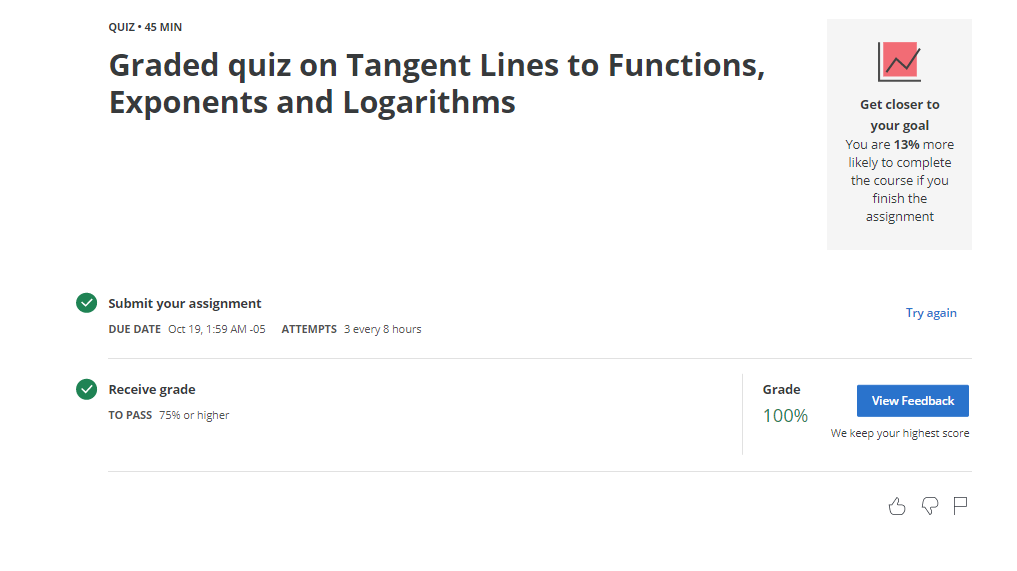 QUIZ • 45 MIN
Graded quiz on Tangent Lines to Functions,
Exponents and Logarithms
Get closer to
your goal
You are 13% more
likely to complete
the course if you
finish the
assignment
Submit your assignment
DUE DATE Oct 19, 1:59 AM -05 ATTEMPTS 3 every 8 hours
Try again
Receive grade
TO PASS 75% or higher
Grade
100%
View Feedback
We keep your highest score